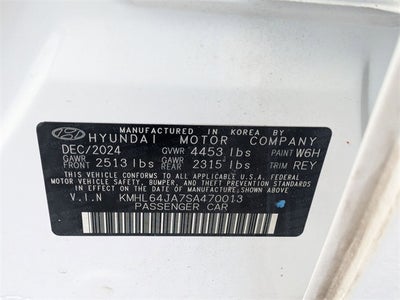 MANUFACTURED IN KOREA BY
HYUNDAI MOTOR COMPANY
DEC/2024 GVWR 4453 lbs PAINT W6H
GAWR FRONT 2513 lbs GAWR REAR 2315 lbs TRIM REY
THIS VEHICLE CONFORMS TO ALL APPLICABLE U.S.A FEDERAL
MOTOR VEHICLE SAFETY, BUMPER, AND THEFT PREVENTION STANDARDS
IN EFFECT ON THE DATE OF MANUFACTURE SHOWN ABOVE
V.I.N KMHL64JA7SA470013
PASSENGER CAR